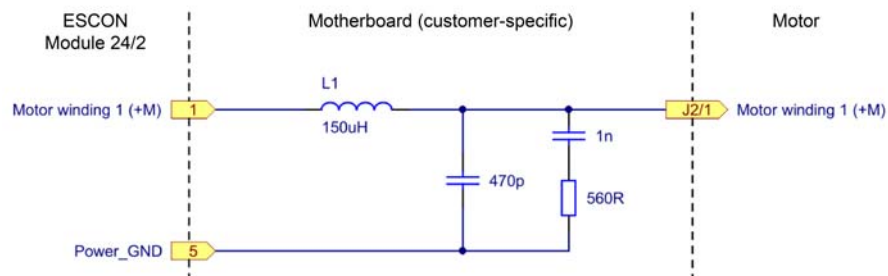 ESCON
Module 24/2
Motherboard (customer-specific)
Motor
L1
Motor winding 1 (+M)
1
150uH
J2/1
Motor winding 1 (+M)
1n
470p
560R
Power_GND
5